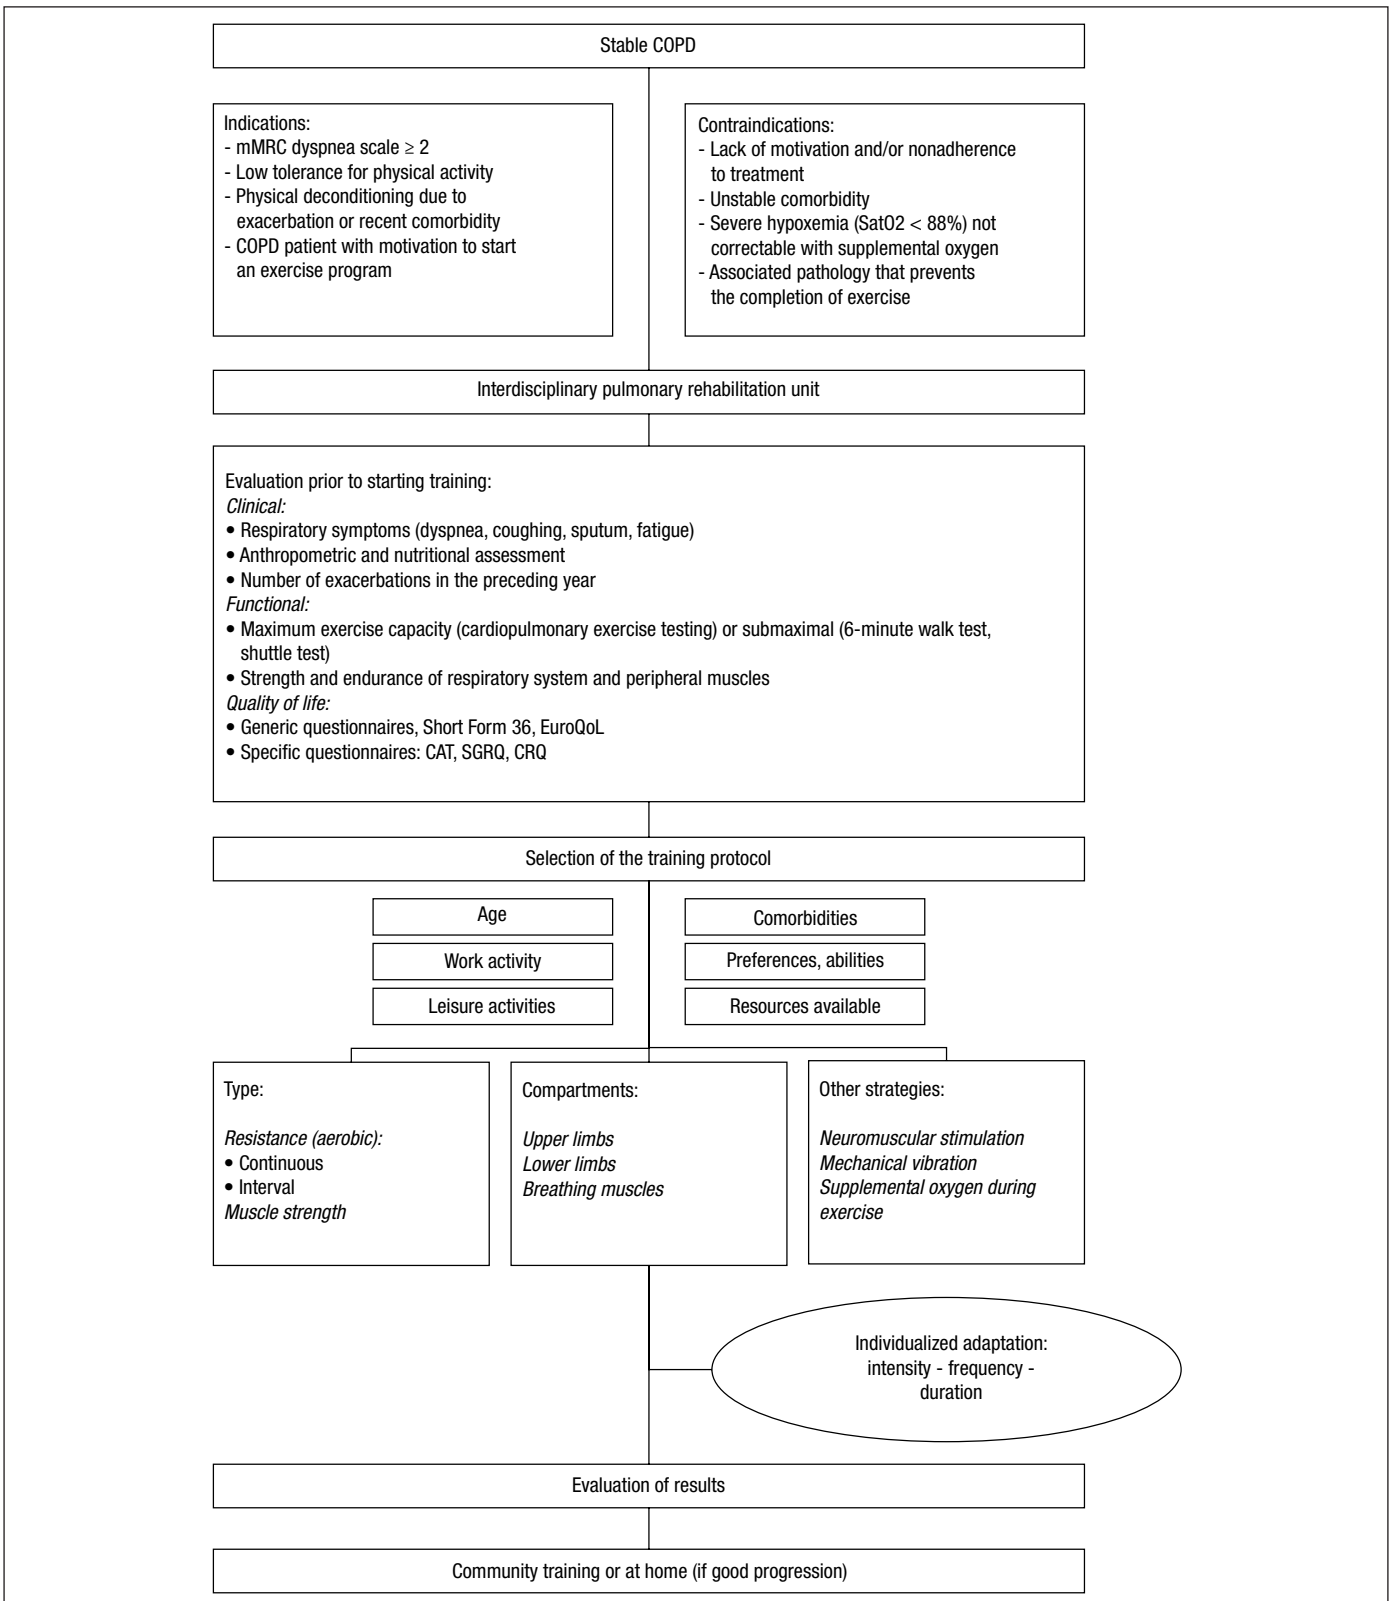 Stable COPD
Indications:
- mMRC dyspnea scale ≥ 2
- Low tolerance for physical activity
- Physical deconditioning due to
exacerbation or recent comorbidity
- COPD patient with motivation to start
an exercise program
Contraindications:
- Lack of motivation and/or nonadherence
to treatment
- Unstable comorbidity
- Severe hypoxemia (SatO2 < 88%) not
correctable with supplemental oxygen
- Associated pathology that prevents
the completion of exercise
Interdisciplinary pulmonary rehabilitation unit
Evaluation prior to starting training:
Clinical:
• Respiratory symptoms (dyspnea, coughing, sputum, fatigue)
• Anthropometric and nutritional assessment
• Number of exacerbations in the preceding year
Functional:
• Maximum exercise capacity (cardiopulmonary exercise testing) or submaximal (6-minute walk test,
shuttle test)
• Strength and endurance of respiratory system and peripheral muscles
Quality of life:
• Generic questionnaires, Short Form 36, EuroQoL
• Specific questionnaires: CAT, SGRQ, CRQ
Selection of the training protocol
Age
Work activity
Leisure activities
Comorbidities
Preferences, abilities
Resources available
Type:
Resistance (aerobic):
• Continuous
• Interval
Muscle strength
Compartments:
Upper limbs
Lower limbs
Breathing muscles
Other strategies:
Neuromuscular stimulation
Mechanical vibration
Supplemental oxygen during
exercise
Individualized adaptation:
intensity - frequency -
duration
Evaluation of results
Community training or at home (if good progression)